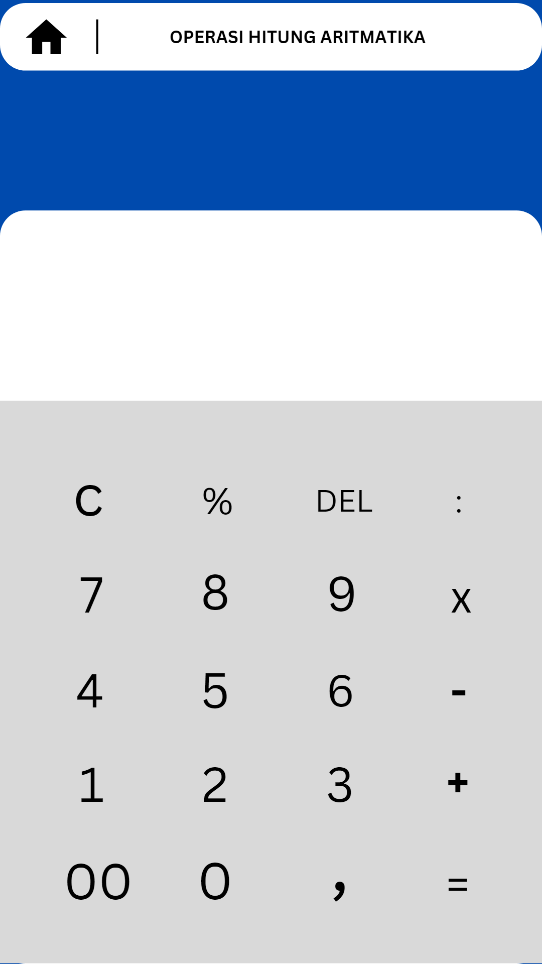 OPERASI HITUNG ARITMATIKA
C % DEL :
7 8 9 x
4 5 6 -
1 2 3 +
00 0 , =